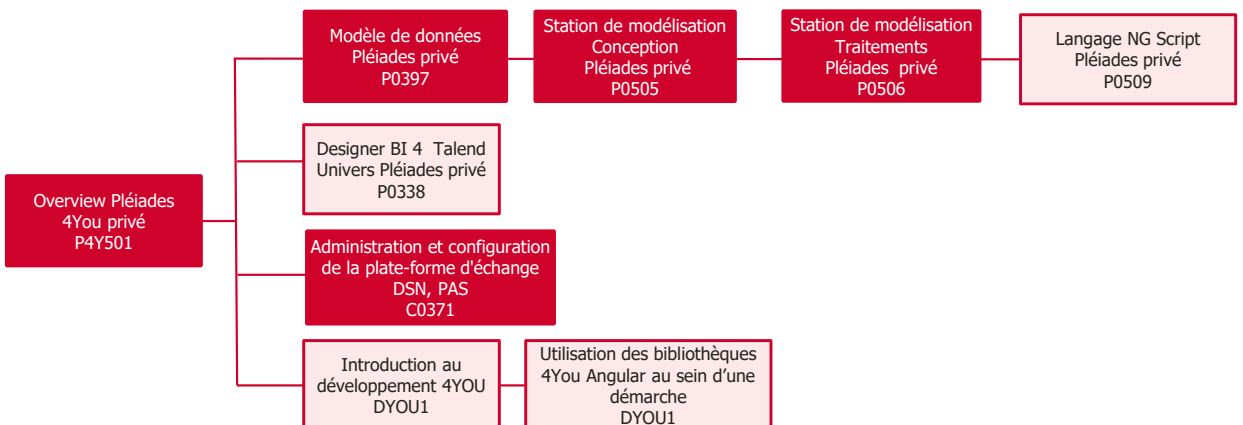 Modèle de données
Pléiades privé
P0397
Station de modélisation
Conception
Pléiades privé
P0505
Station de modélisation
Traitements
Pléiades privé
P0506
Langage NG Script
Pléiades privé
P0509
Designer BI 4 Talend
Univers Pléiades privé
P0338
Overview Pléiades
4You privé
P4Y501
Administration et configuration
de la plate-forme d'échange
DSN, PAS
C0371
Introduction au
développement 4YOU
DYOU1
Utilisation des bibliothèques
4You Angular au sein d’une
démarche
DYOU1